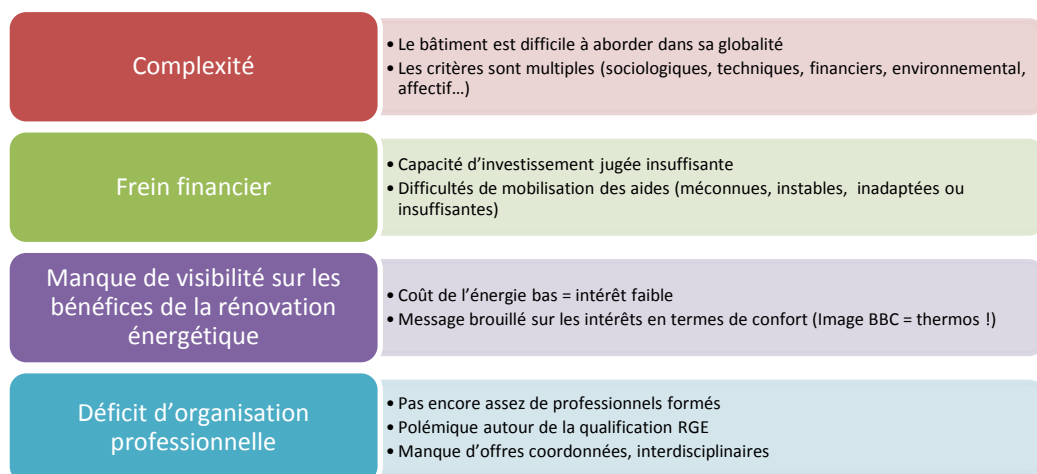 Complexité
• Le bâtiment est difficile à aborder dans sa globalité
• Les critères sont multiples (sociologiques, techniques, financiers, environnemental,
affectif…)
Frein financier
• Capacité d’investissement jugée insuffisante
• Difficultés de mobilisation des aides (méconnues, instables, inadaptées ou
insuffisantes)
Manque de visibilité sur les
bénéfices de la rénovation
énergétique
• Coût de l’énergie bas = intérêt faible
• Message brouillé sur les intérêts en termes de confort (Image BBC = thermos !)
Déficit d’organisation
professionnelle
• Pas encore assez de professionnels formés
• Polémique autour de la qualification RGE
• Manque d’offres coordonnées, interdisciplinaires